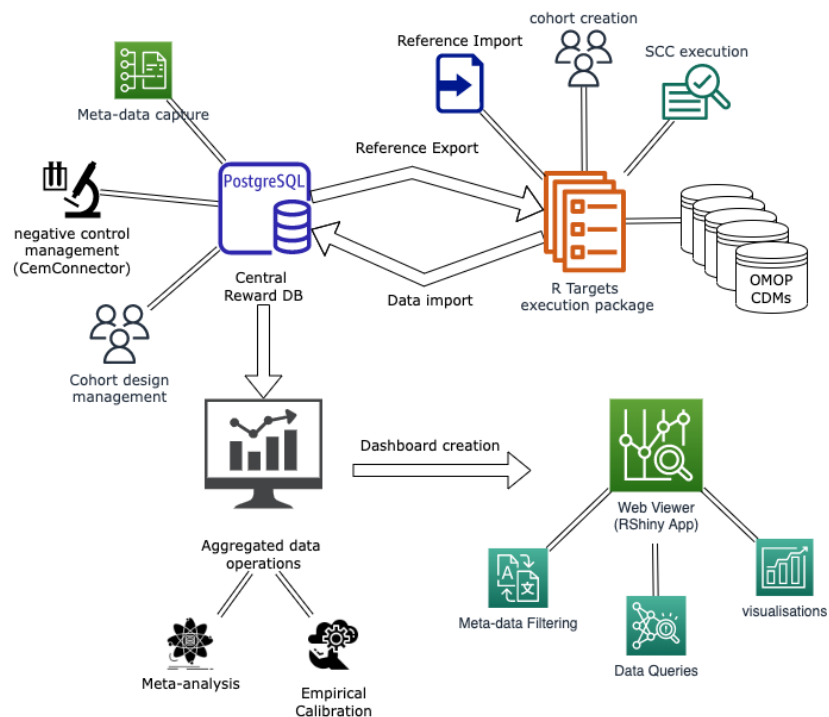 cohort creation
Reference Import
SCC execution
Meta-data capture
Reference Export
PostgreSQL
negative control
management
(CemConnector)
Central
Reward DB
Data import
R Targets
execution package
OMOP
CDMs
Cohort design
management
Dashboard creation
Web Viewer
(RShiny App)
Aggregated data
operations
A
文
Meta-data Filtering
visualisations
Data Queries
Meta-analysis
Empirical
Calibration